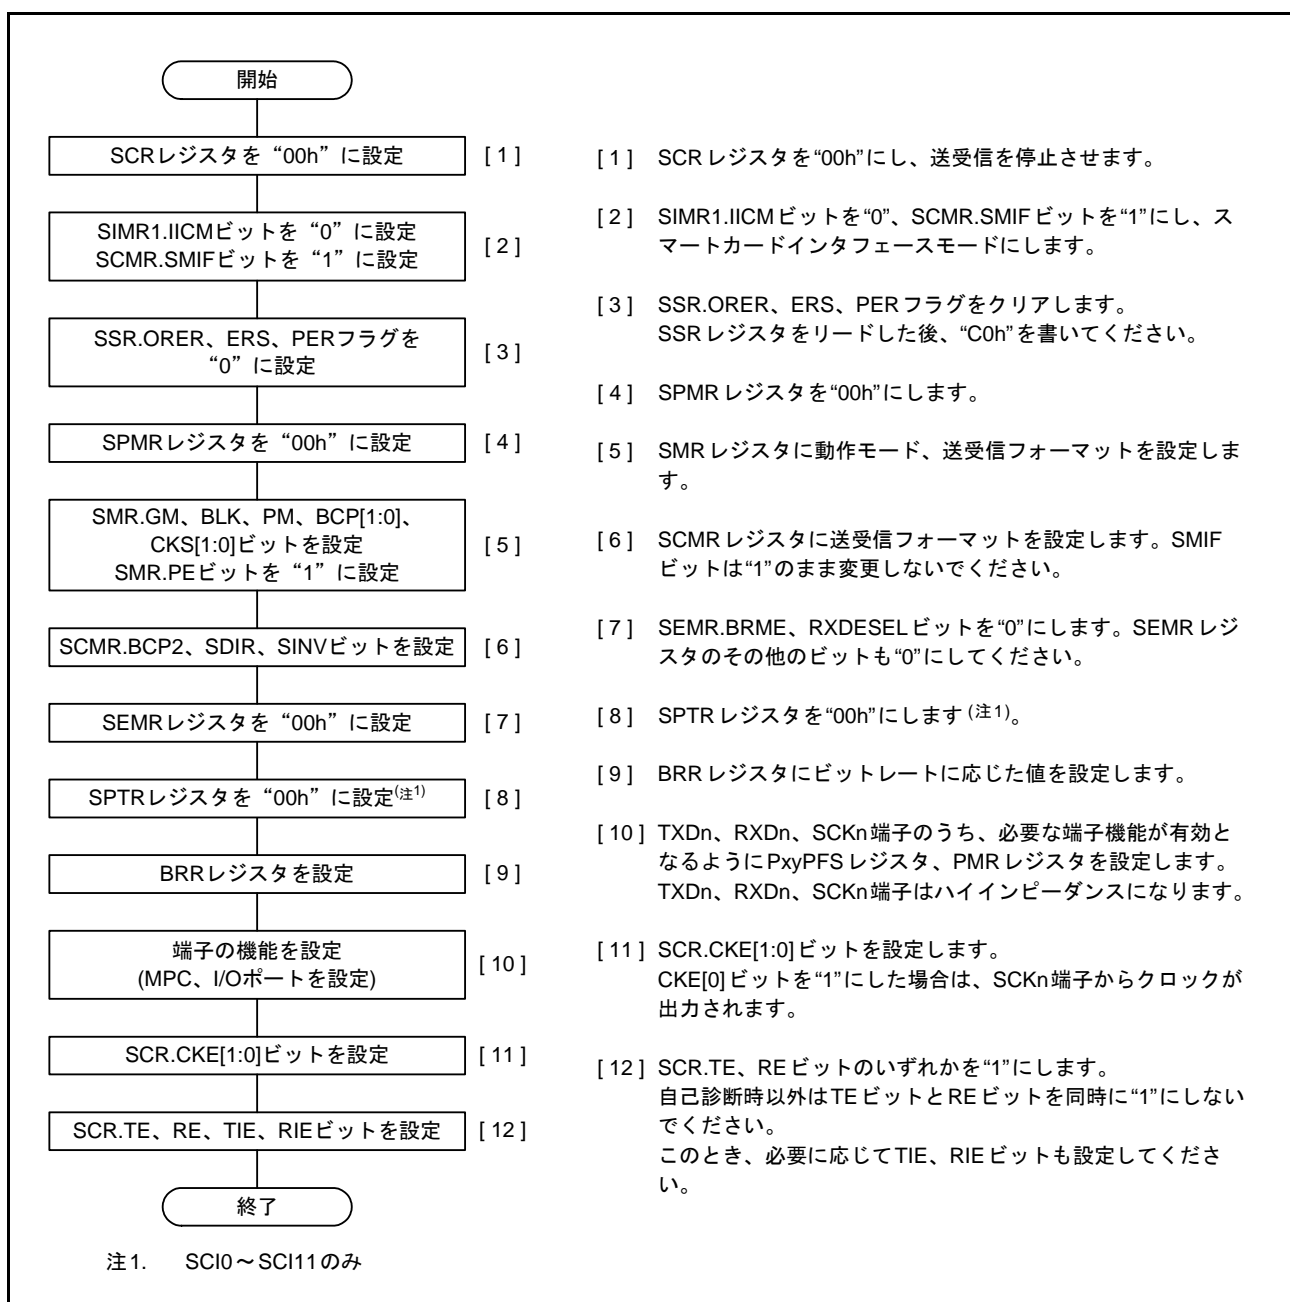 開始
SCRレジスタを“00h”に設定
[ 1 ]
SIMR1.IICMビットを“0”に設定
SCMR.SMIFビットを“1”に設定
[ 2 ]
SSR.ORER、ERS、PERフラグを
“0”に設定
[ 3 ]
SPMRレジスタを“00h”に設定
[ 4 ]
SMR.GM、BLK、PM、BCP[1:0]、
CKS[1:0]ビットを設定
SMR.PEビットを“1”に設定
[ 5 ]
SCMR.BCP2、SDIR、SINVビットを設定
[ 6 ]
SEMRレジスタを“00h”に設定
[ 7 ]
SPTRレジスタを“00h”に設定(注1)
[ 8 ]
BRRレジスタを設定
[ 9 ]
端子の機能を設定
(MPC、I/Oポートを設定)
[ 10 ]
SCR.CKE[1:0]ビットを設定
[ 11 ]
SCR.TE、RE、TIE、RIEビットを設定
[ 12 ]
終了
注1. SCI0～SCI11のみ
[ 1 ] SCRレジスタを“00h”にし、送受信を停止させます。
[ 2 ] SIMR1.IICMビットを“0”、SCMR.SMIFビットを“1”にし、ス
マートカードインタフェースモードにします。
[ 3 ] SSR.ORER、ERS、PERフラグをクリアします。
SSRレジスタをリードした後、“C0h”を書いてください。
[ 4 ] SPMRレジスタを“00h”にします。
[ 5 ] SMRレジスタに動作モード、送受信フォーマットを設定しま
す。
[ 6 ] SCMRレジスタに送受信フォーマットを設定します。SMIF
ビットは“1”のまま変更しないでください。
[ 7 ] SEMR.BRME、RXDESELビットを“0”にします。SEMRレジ
スタのその他のビットも“0”にしてください。
[ 8 ] SPTRレジスタを“00h”にします(注1)。
[ 9 ] BRRレジスタにビットレートに応じた値を設定します。
[ 10 ] TXDn、RXDn、SCKn端子のうち、必要な端子機能が有効と
なるようにPxyPFSレジスタ、PMRレジスタを設定します。
TXDn、RXDn、SCKn端子はハイインピーダンスになります。
[ 11 ] SCR.CKE[1:0]ビットを設定します。
CKE[0]ビットを“1”にした場合は、SCKn端子からクロックが
出力されます。
[ 12 ] SCR.TE、REビットのいずれかを“1”にします。
自己診断時以外はTEビットとREビットを同時に“1”にしない
でください。
このとき、必要に応じてTIE、RIEビットも設定してくださ
い。